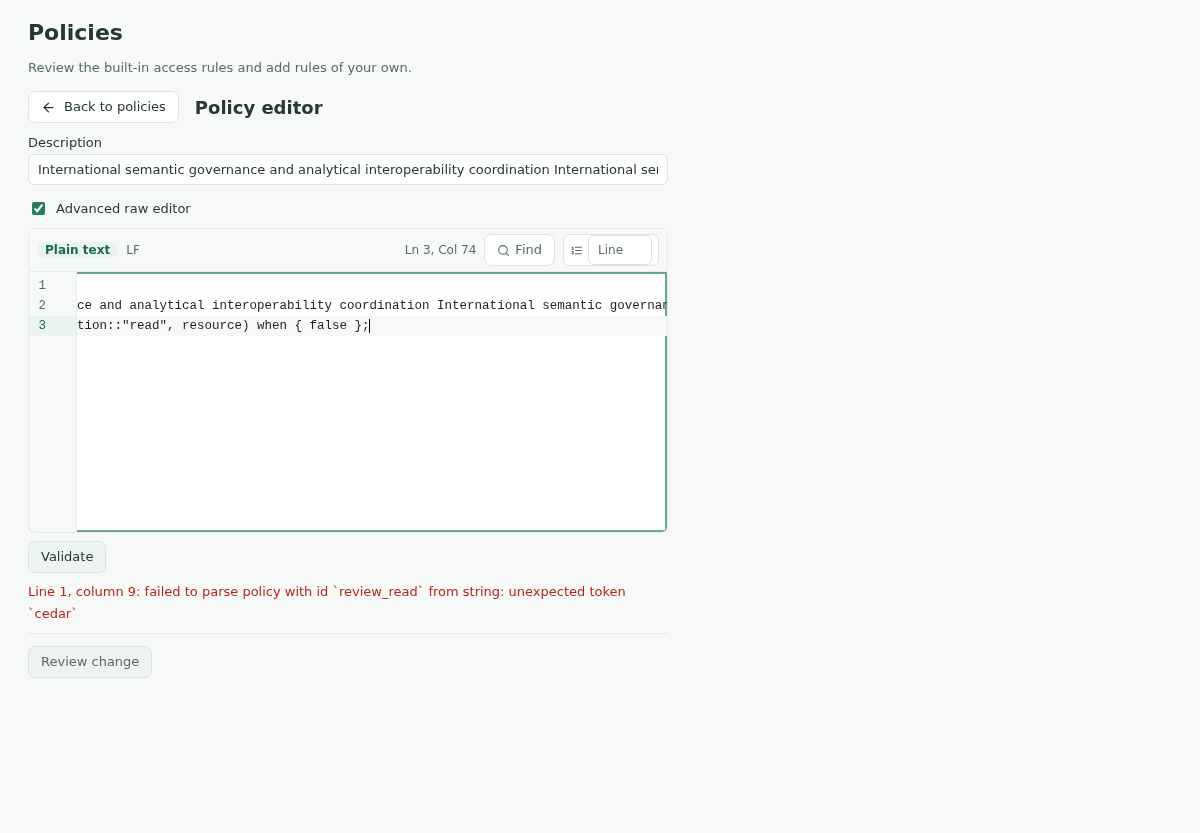 Policies
Review the built-in access rules and add rules of your own.
Back to policies
Policy editor
Description
International semantic governance and analytical interoperability coordination International
Advanced raw editor
Plain text LF Ln 3, Col 74 Find Line
1
2 ce and analytical interoperability coordination International semantic
3 tion::"read", resource) when { false };
Validate
Line 1, column 9: failed to parse policy with id `review_read` from string: unexpected token
`cedar`
Review change